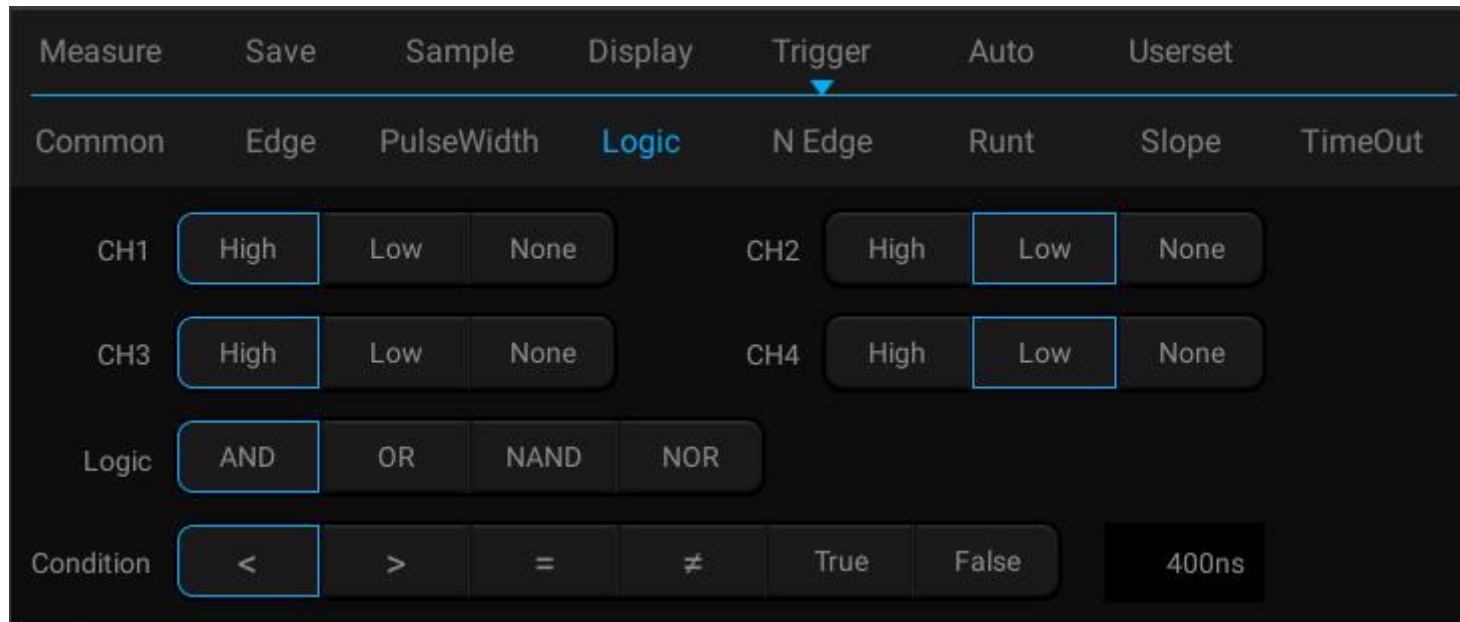 Measure Save Sample Display Trigger Auto Userset
Common Edge PulseWidth Logic N Edge Runt Slope TimeOut
CH1 High Low None CH2 High Low None
CH3 High Low None CH4 High Low None
Logic AND OR NAND NOR
Condition < > = ≠ True False 400ns